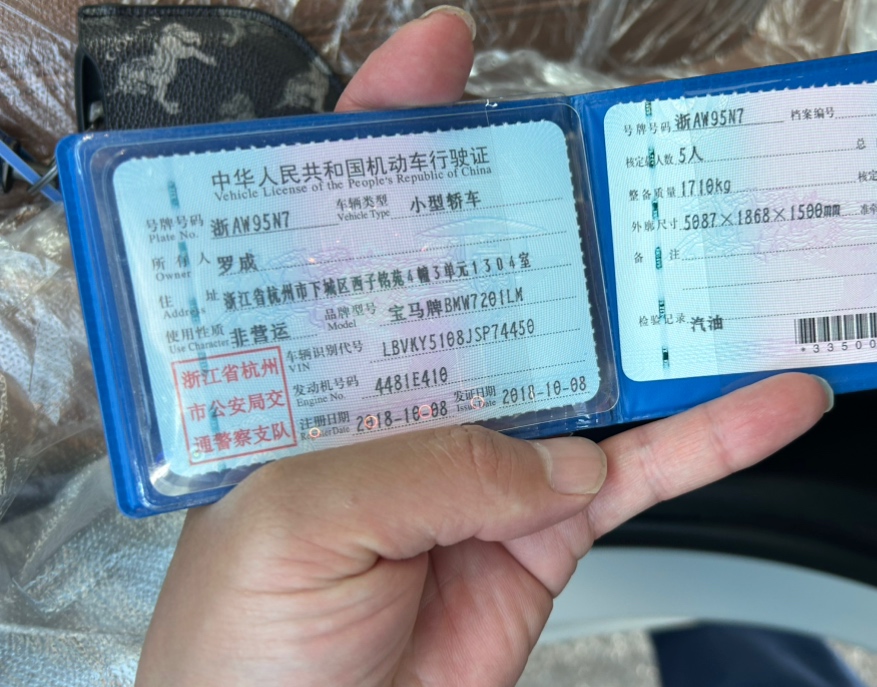 中华人民共和国机动车行驶证
Vehicle License of the People's Republic of China
号牌号码 浙AW95N7 车辆类型 小型轿车
Plate No. Vehicle Type
所有人 罗成
Owner
住址 浙江省杭州市下城区西子铭苑4幢3单元1304室
Address
使用性质 非营运 品牌型号 宝马牌BMW7201LM
Use Character Model
浙江省杭州
市公安局交
通警察支队
车辆识别代号 LBVKY5108JSP74450
VIN
发动机号码 4481E410
Engine No.
注册日期 2018-10-08 发证日期 2018-10-08
Register Date Issue Date
号牌号码 浙AW95N7 档案编号
核定载人数 5人 总
整备质量 1710kg 核定
外廓尺寸 5087×1868×1500mm 准牵
备注
检验记录 汽油
*33500